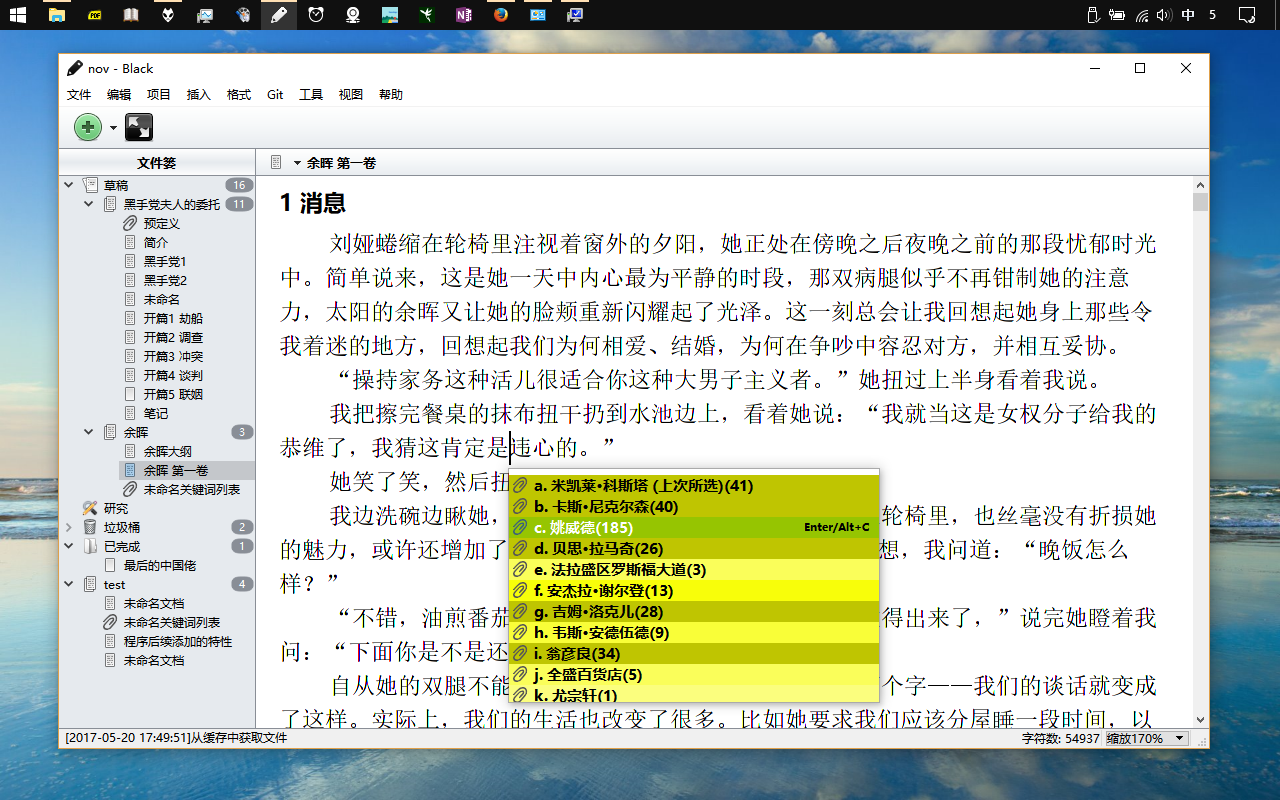 PDF
N
中
5
nov - Black
文件 编辑 项目 插入 格式 Git 工具 视图 帮助
文件篓
余晖 第一卷
草稿 16
黑手党夫人的委托 11
预定义
简介
黑手党1
黑手党2
未命名
开篇1 劫船
开篇2 调查
开篇3 冲突
开篇4 谈判
开篇5 联姻
笔记
余晖 3
余晖大纲
余晖 第一卷
未命名关键词列表
研究
垃圾桶 2
已完成 1
最后的中国佬
test 4
未命名文档
未命名关键词列表
程序后续添加的特性
未命名文档
1 消息
刘娅蜷缩在轮椅里注视着窗外的夕阳，她正处在傍晚之后夜晚之前的那段忧郁时光
中。简单说来，这是她一天中内心最为平静的时段，那双病腿似乎不再钳制她的注意
力，太阳的余晖又让她的脸颊重新闪耀起了光泽。这一刻总会让我回想起她身上那些令
我着迷的地方，回想起我们为何相爱、结婚，为何在争吵中容忍对方，并相互妥协。
“操持家务这种活儿很适合你这种大男子主义者。”她扭过上半身看着我说。
我把擦完餐桌的抹布扭干扔到水池边上，看着她说：“我就当这是女权分子给我的
恭维了，我猜这肯定是违心的。”
她笑了笑，然后扭
我边洗碗边瞅她， 轮椅里，也丝毫没有折损她
的魅力，或许还增加了 想，我问道：“晚饭怎么
样？”
“不错，油煎番茄 得出来了，”说完她瞪着我
问：“下面你是不是还
自从她的双腿不能 个字——我们的谈话就变成
了这样。实际上，我们的生活也改变了很多。比如她要求我们应该分屋睡一段时间，以
a. 米凯莱•科斯塔 (上次所选)(41)
b. 卡斯•尼克尔森(40)
c. 姚威德(185) Enter/Alt+C
d. 贝思•拉马奇(26)
e. 法拉盛区罗斯福大道(3)
f. 安杰拉•谢尔登(13)
g. 吉姆•洛克儿(28)
h. 韦斯•安德伍德(9)
i. 翁彦良(34)
j. 全盛百货店(5)
k. 尤宗轩(1)
[2017-05-20 17:49:51]从缓存中获取文件
字符数: 54937 缩放170%